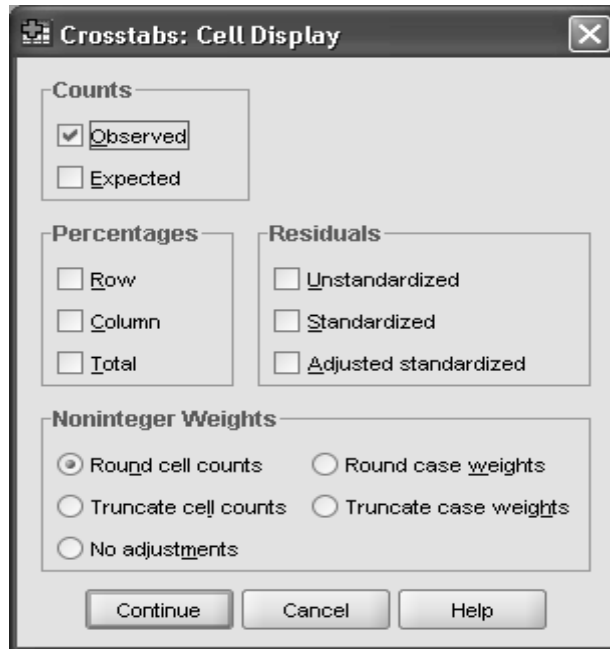 Crosstabs: Cell Display
Counts
Observed
Expected
Percentages
Row
Column
Total
Residuals
Unstandardized
Standardized
Adjusted standardized
Noninteger Weights
Round cell counts
Round case weights
Truncate cell counts
Truncate case weights
No adjustments
Continue
Cancel
Help